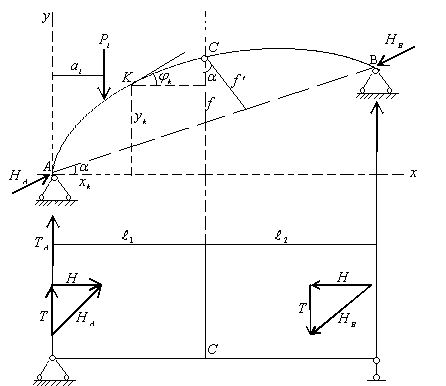 y
P_i
a_i
C
H_B
B
K
φ_k
α
f'
f
y_k
A
α
H_A
x_k
x
T_A
ℓ_1
ℓ_2
H
H
T
H_A
T
H_B
C